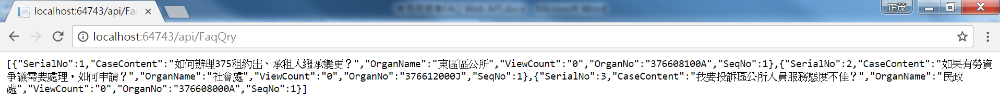 localhost:64743/api/Fac
正茂
localhost:64743/api/FaqQry
[{"SerialNo":1,"CaseContent":"如何辦理375租約出、承租人繼承變更？","OrganName":"東區區公所","ViewCount":"0","OrganNo":"376608100A","SeqNo":1},{"SerialNo":2,"CaseContent":"如果有勞資
爭議需要處理，如何申請？","OrganName":"社會處","ViewCount":"0","OrganNo":"376612000J","SeqNo":1},{"SerialNo":3,"CaseContent":"我要投訴區公所人員服務態度不佳？","OrganName":"民政
處","ViewCount":"0","OrganNo":"376608000A","SeqNo":1}]